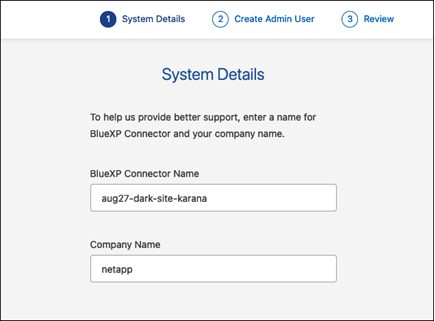 1 System Details 2 Create Admin User 3 Review
System Details
To help us provide better support, enter a name for
BlueXP Connector and your company name.
BlueXP Connector Name
aug27-dark-site-karana
Company Name
netapp